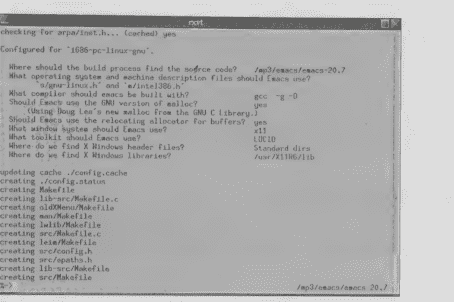 root
checking for arpa/inet.h... (cached) yes
Configured for `i686-pc-linux-gnu'.
Where should the build process find the source code? /mp3/emacs/emacs-20.7
What operating system and machine description files should Emacs use?
`s/gnu-linux.h' and `m/intel386.h'
What compiler should emacs be built with? gcc -g -O
Should Emacs use the GNU version of malloc? yes
(Using Doug Lea's new malloc from the GNU C Library.)
Should Emacs use the relocating allocator for buffers? yes
What window system should Emacs use? x11
What toolkit should Emacs use? LUCID
Where do we find X Windows header files? Standard dirs
Where do we find X Windows libraries? /usr/X11R6/lib
updating cache ./config.cache
creating ./config.status
creating Makefile
creating lib-src/Makefile.c
creating oldXMenu/Makefile
creating man/Makefile
creating lwlib/Makefile
creating src/Makefile.c
creating leim/Makefile
creating src/config.h
creating src/epaths.h
creating lib-src/Makefile
creating src/Makefile
/mp3/emacs/emacs-20.7